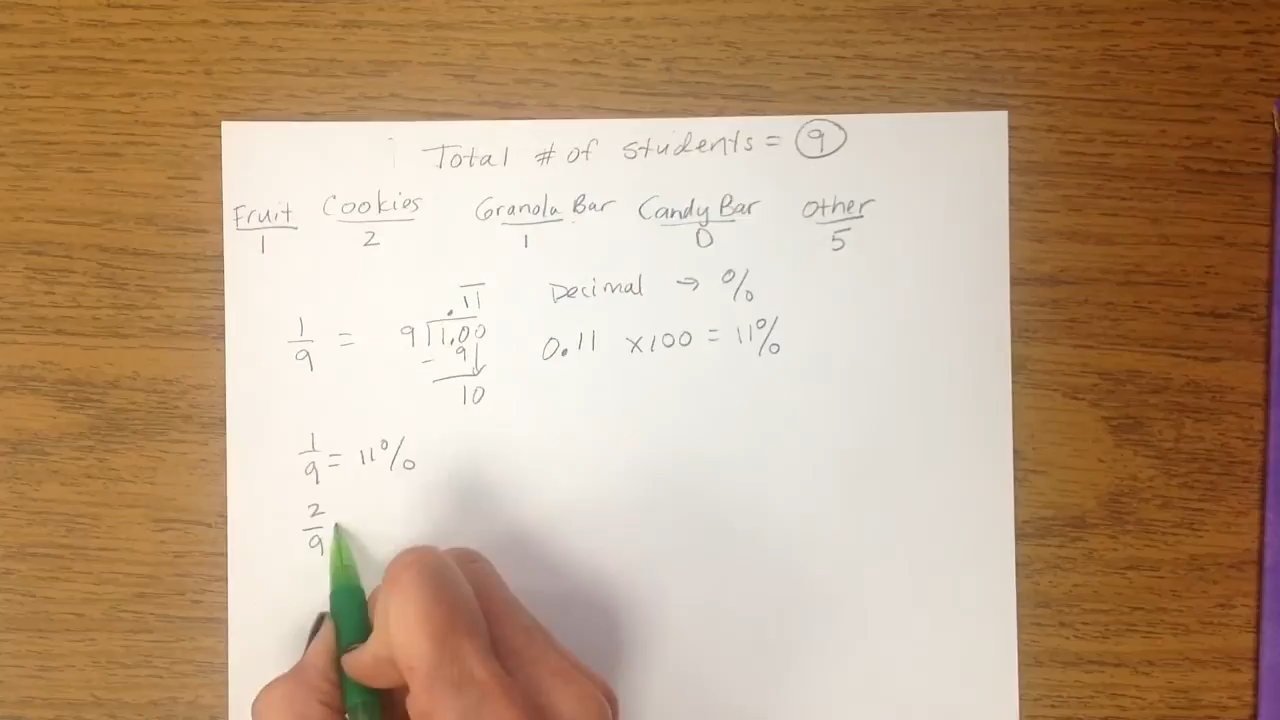 Total # of students = 9
Fruit Cookies Granola Bar Candy Bar Other
1 2 1 0 5
Decimal → %
.11
1/9 = 9 1.00 0.11 x100 = 11%
- 9
10
1/9 = 11%
2/9